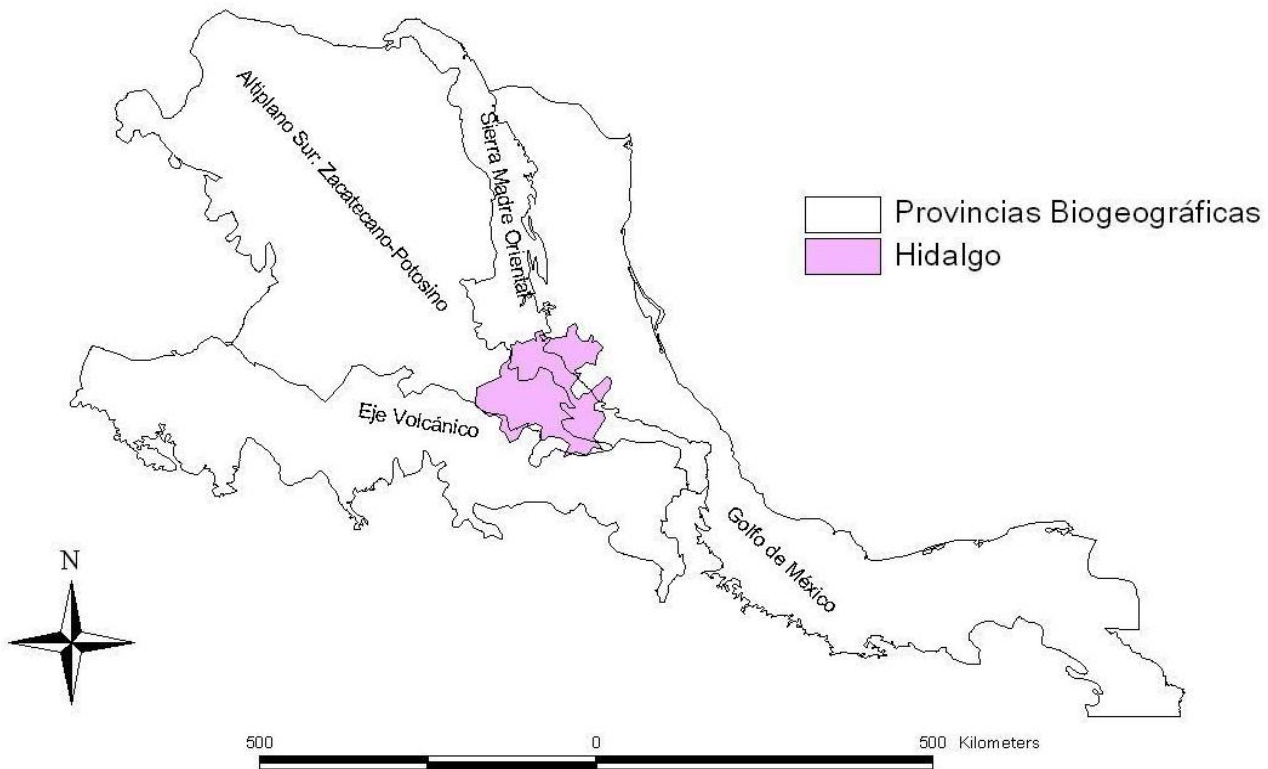 Altiplano Sur. Zacatecano-Potosino
Sierra Madre Oriental
Provincias Biogeográficas
Hidalgo
Eje Volcánico
Golfo de México
N
500 0 500 Kilometers